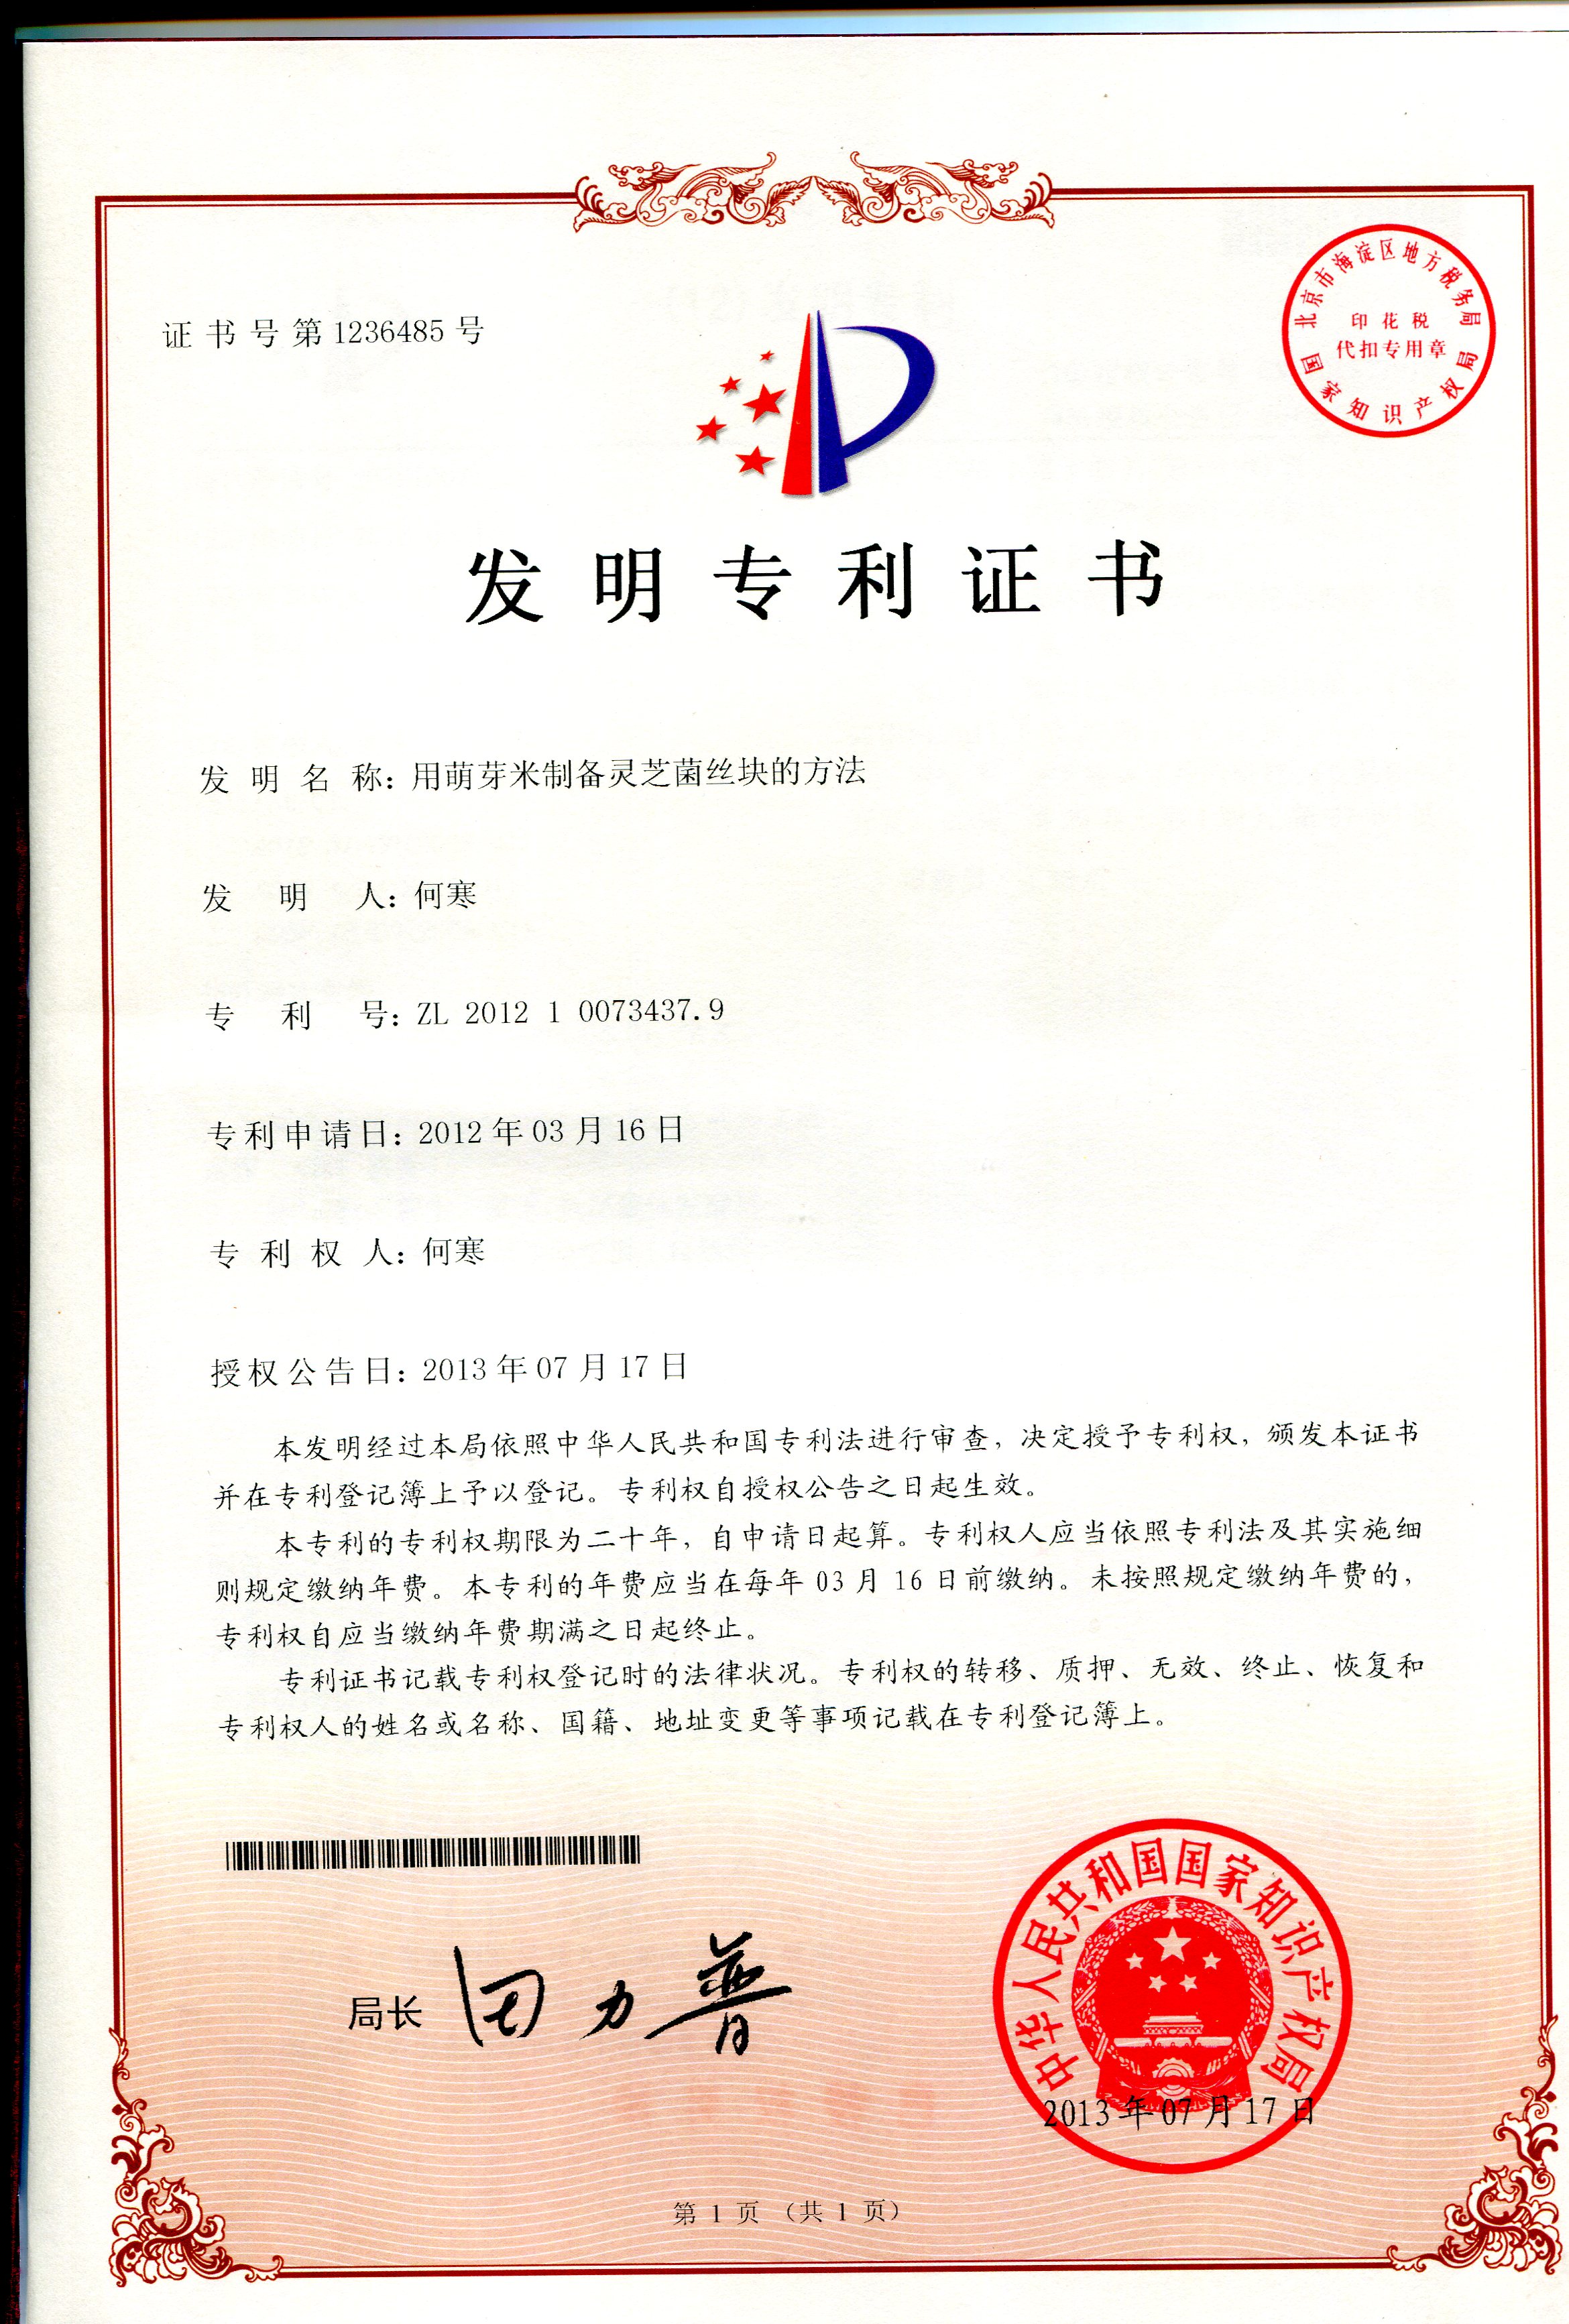 证书号第1236485号
北京市海淀区地方税务局
印花税
代扣专用章
国家知识产权局
发明专利证书
发明名称：用萌芽米制备灵芝菌丝块的方法
发明人：何寒
专利号：ZL 2012 1 0073437.9
专利申请日：2012年03月16日
专利权人：何寒
授权公告日：2013年07月17日
本发明经过本局依照中华人民共和国专利法进行审查，决定授予专利权，颁发本证书
并在专利登记簿上予以登记。专利权自授权公告之日起生效。
本专利的专利权期限为二十年，自申请日起算。专利权人应当依照专利法及其实施细
则规定缴纳年费。本专利的年费应当在每年03月16日前缴纳。未按照规定缴纳年费的，
专利权自应当缴纳年费期满之日起终止。
专利证书记载专利权登记时的法律状况。专利权的转移、质押、无效、终止、恢复和
专利权人的姓名或名称、国籍、地址变更等事项记载在专利登记簿上。
局长 田力普
中华人民共和国国家知识产权局
2013年07月17日
第1页（共1页）